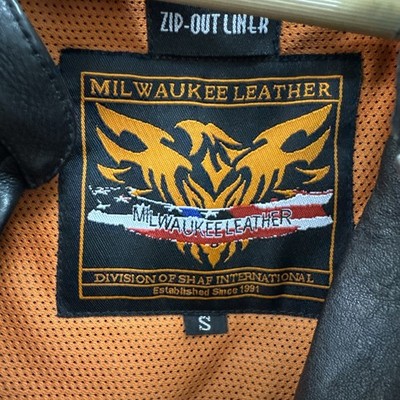 ZIP-OUT LINER
MILWAUKEE LEATHER
MILWAUKEE LEATHER
DIVISION OF SHAF INTERNATIONAL
Established Since 1991
S